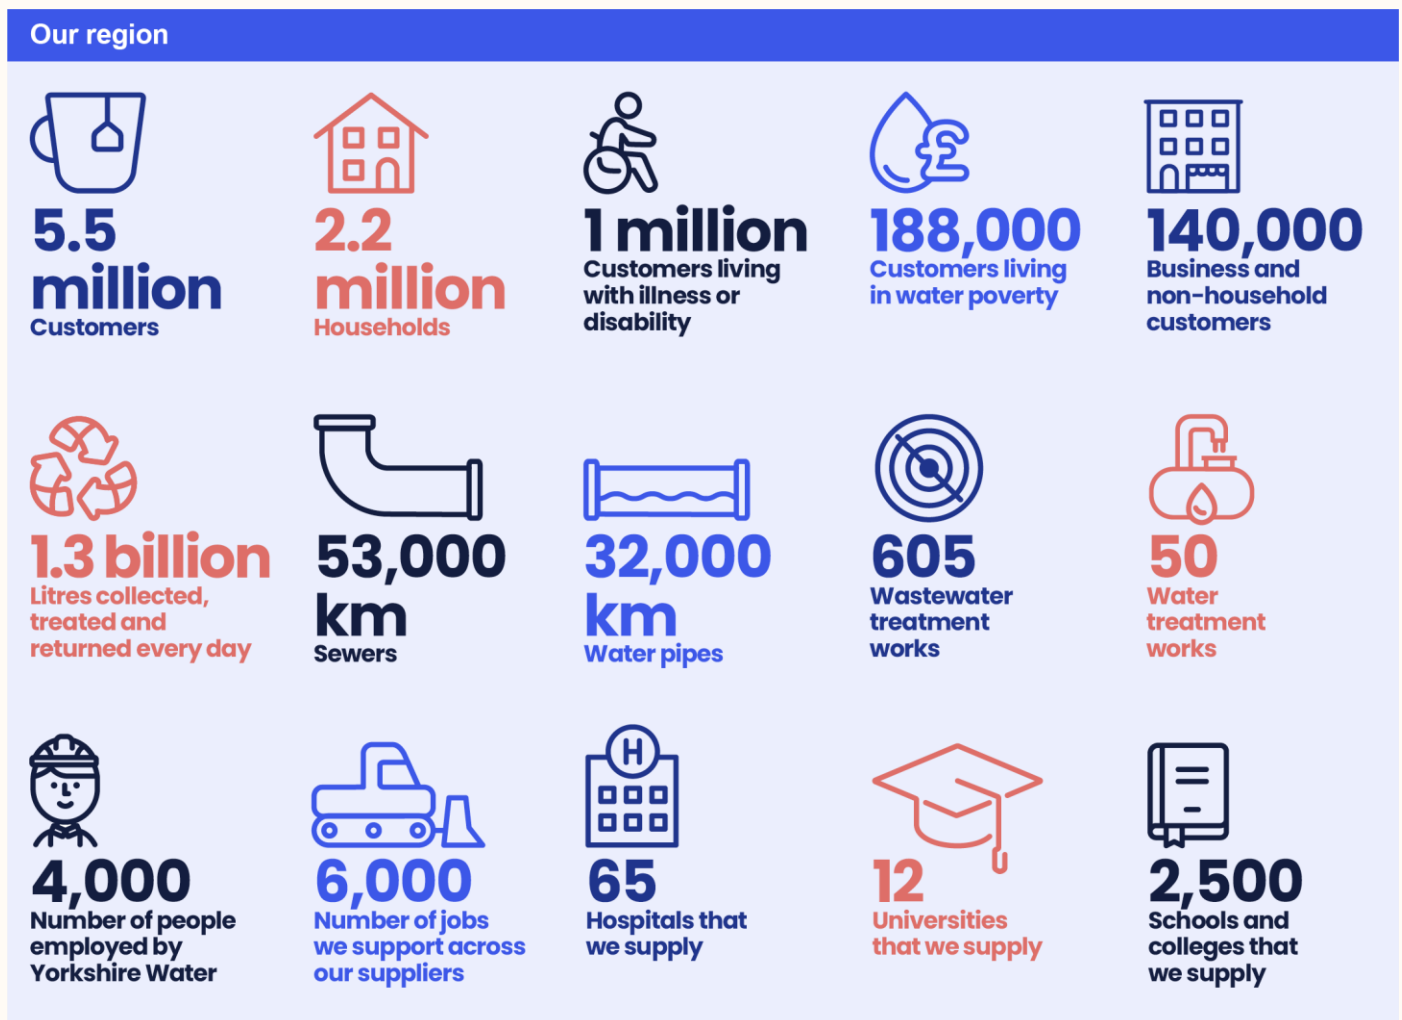 Our region
5.5
million
Customers
2.2
million
Households
1 million
Customers living
with illness or
disability
188,000
Customers living
in water poverty
140,000
Business and
non-household
customers
1.3 billion
Litres collected,
treated and
returned every day
53,000
km
Sewers
32,000
km
Water pipes
605
Wastewater
treatment
works
50
Water
treatment
works
4,000
Number of people
employed by
Yorkshire Water
6,000
Number of jobs
we support across
our suppliers
H
65
Hospitals that
we supply
12
Universities
that we supply
2,500
Schools and
colleges that
we supply